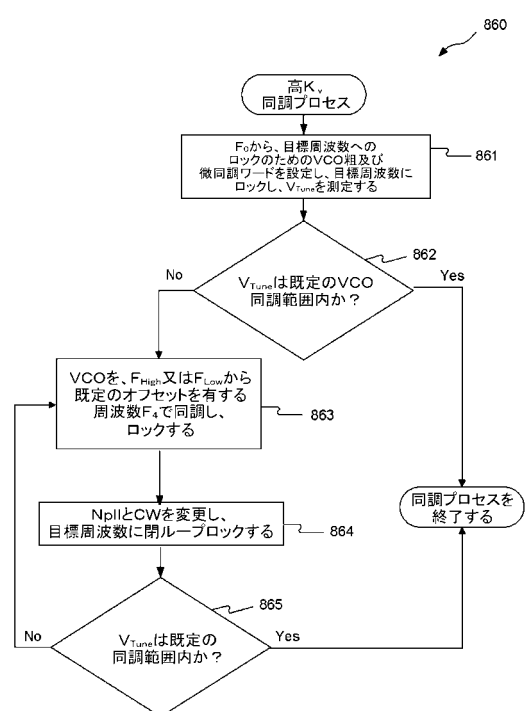 860
高Kv
同調プロセス
F0から、目標周波数への
ロックのためのVCO粗及び
微同調ワードを設定し、目標周波数に
ロックし、VTuneを測定する
861
862
No
VTuneは既定のVCO
同調範囲内か?
Yes
VCOを、FHigh又はFLowから
既定のオフセットを有する
周波数F4で同調し、
ロックする
863
NpllとCWを変更し、
目標周波数に閉ループロックする
864
同調プロセスを
終了する
865
No
VTuneは既定の
同調範囲内か?
Yes